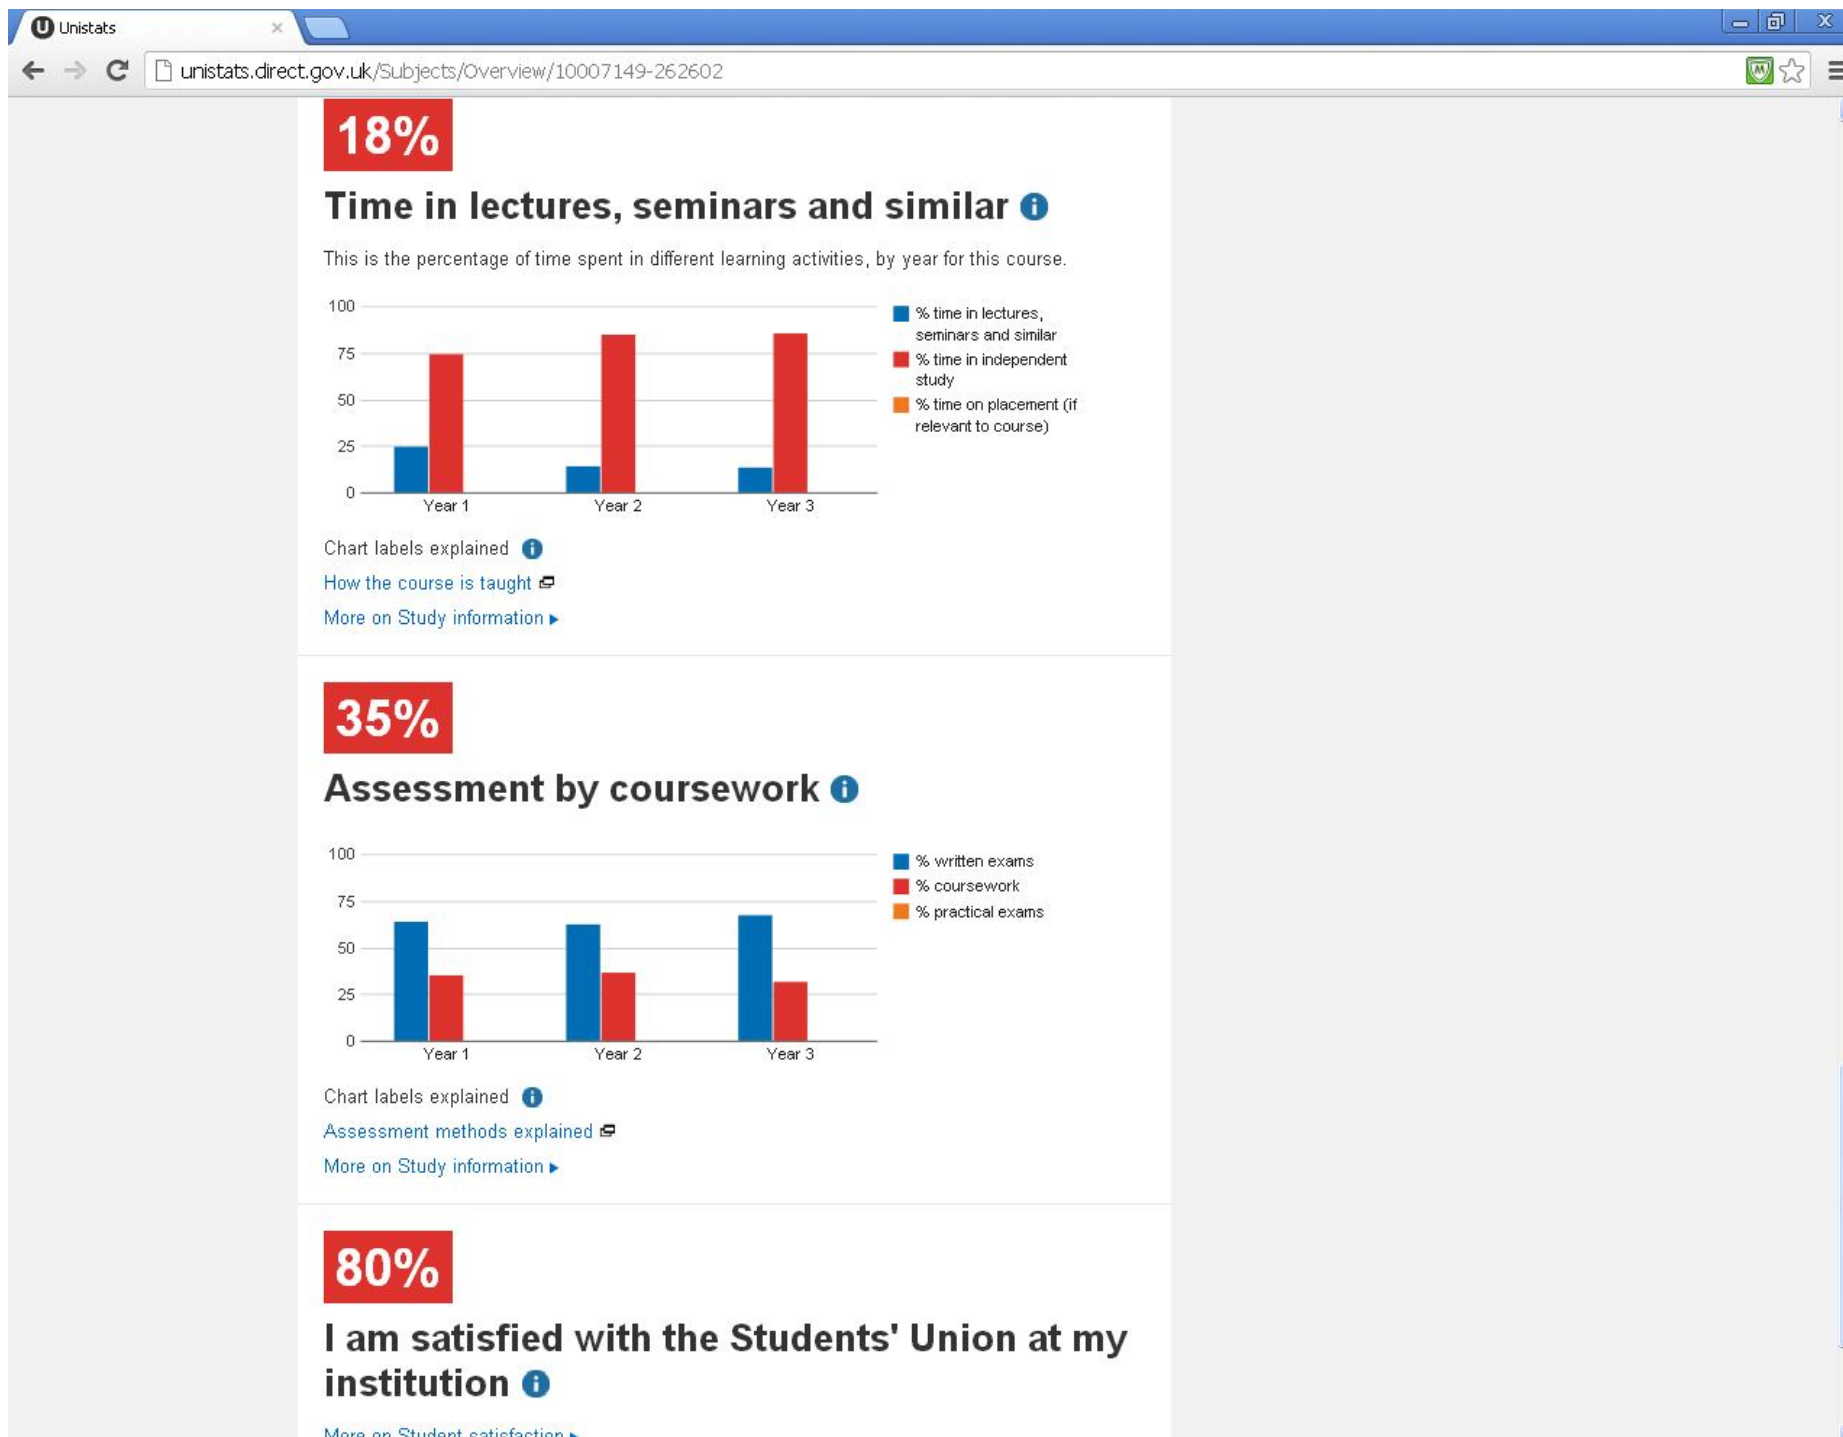 Unistats
unistats.direct.gov.uk/Subjects/Overview/10007149-262602
18%
Time in lectures, seminars and similar
This is the percentage of time spent in different learning activities, by year for this course.
100
75
50
25
0
Year 1 Year 2 Year 3
% time in lectures,
seminars and similar
% time in independent
study
% time on placement (if
relevant to course)
Chart labels explained
How the course is taught
More on Study information
35%
Assessment by coursework
100
75
50
25
0
Year 1 Year 2 Year 3
% written exams
% coursework
% practical exams
Chart labels explained
Assessment methods explained
More on Study information
80%
I am satisfied with the Students' Union at my
institution
More on Student satisfaction